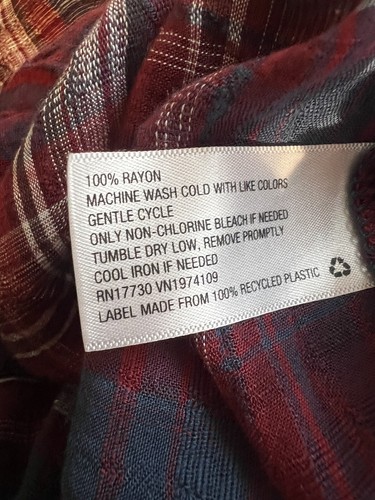 100% RAYON
MACHINE WASH COLD WITH LIKE COLORS
GENTLE CYCLE
ONLY NON-CHLORINE BLEACH IF NEEDED
TUMBLE DRY LOW, REMOVE PROMPTLY
COOL IRON IF NEEDED
RN17730 VN1974109
LABEL MADE FROM 100% RECYCLED PLASTIC